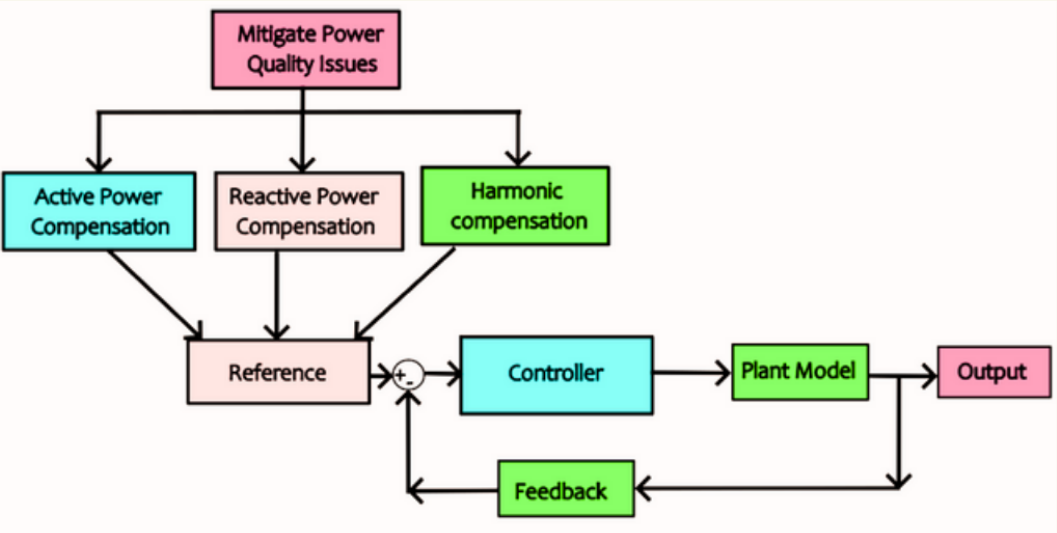 Mitigate Power
Quality Issues
Active Power
Compensation
Reactive Power
Compensation
Harmonic
compensation
Reference
+
-
Controller
Plant Model
Output
Feedback